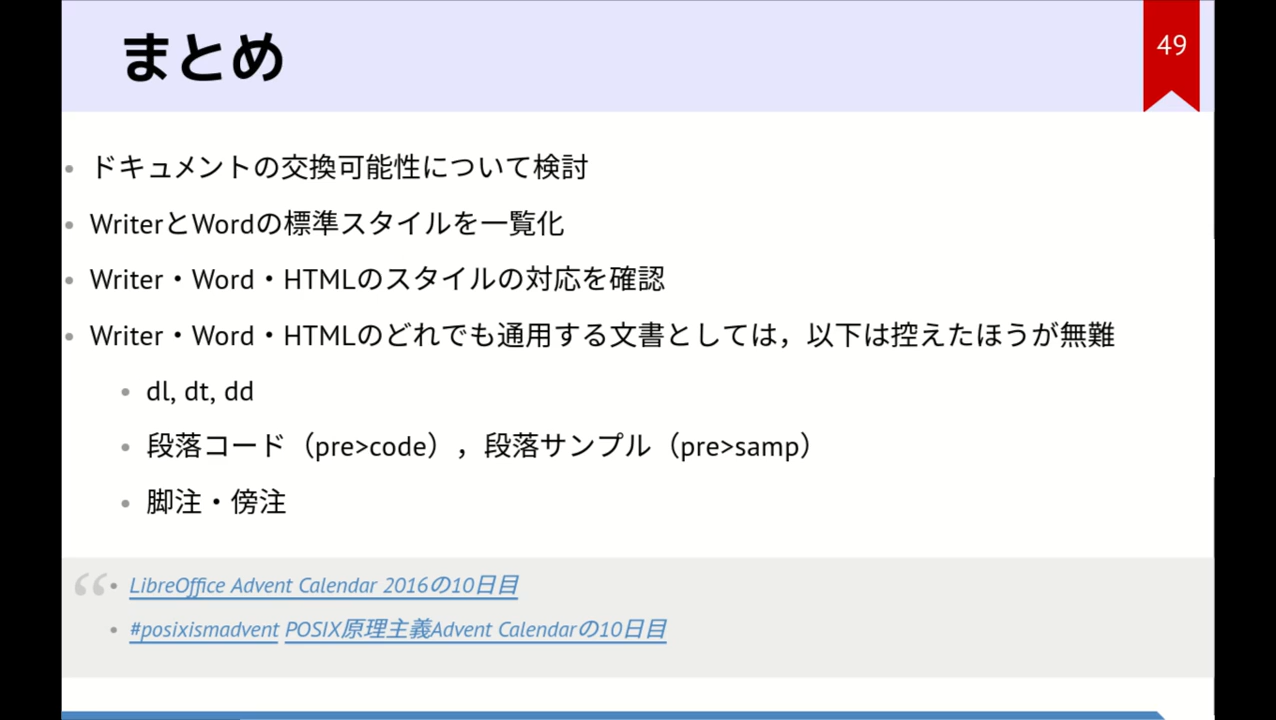 まとめ
49
ドキュメントの交換可能性について検討
WriterとWordの標準スタイルを一覧化
Writer・Word・HTMLのスタイルの対応を確認
Writer・Word・HTMLのどれでも通用する文書としては，以下は控えたほうが無難
dl, dt, dd
段落コード（pre>code），段落サンプル（pre>samp）
脚注・傍注
LibreOffice Advent Calendar 2016の10日目
#posixismadvent POSIX原理主義Advent Calendarの10日目